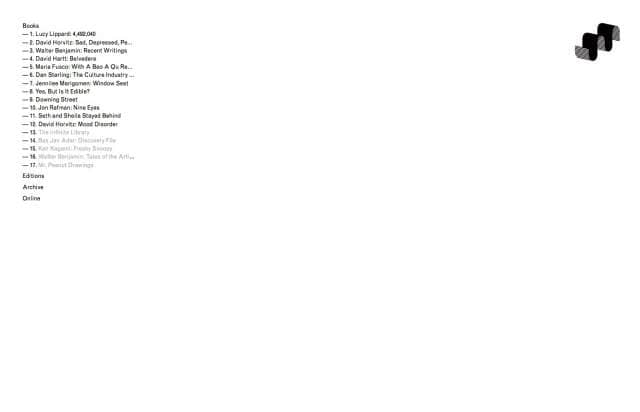 Books
— 1. Lucy Lippard: 4,492,040
— 2. David Horvitz: Sad, Depressed, Pe...
— 3. Walter Benjamin: Recent Writings
— 4. David Hartt: Belvedere
— 5. Maria Fusco: With A Bao A Qu Re...
— 6. Dan Starling: The Culture Industry ...
— 7. Jennilee Marigomen: Window Seat
— 8. Yes, But Is It Edible?
— 9. Downing Street
— 10. Jon Rafman: Nine Eyes
— 11. Seth and Sheila Stayed Behind
— 12. David Horvitz: Mood Disorder
— 13. The Infinite Library
— 14. Bas Jan Ader: Discovery File
— 15. Keir Nagami: Freaky Snoopy
— 16. Walter Benjamin: Tales of the Arti...
— 17. Mr. Peanut Drawings
Editions
Archive
Online